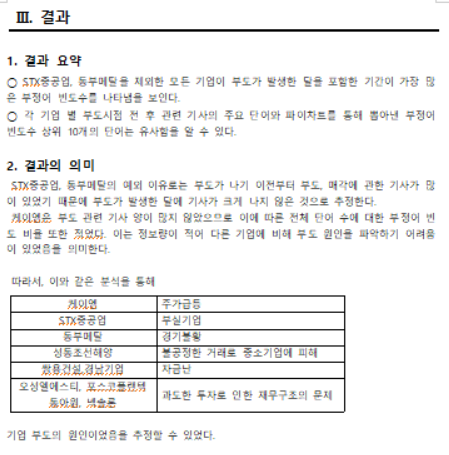 Ⅲ. 결과
1. 결과 요약
○ STX중공업, 동부메탈을 제외한 모든 기업이 부도가 발생한 달을 포함한 기간이 가장 많
은 부정어 빈도수를 나타냄을 보인다.
○ 각 기업 별 부도시점 전 후 관련 기사의 주요 단어와 파이차트를 통해 뽑아낸 부정어
빈도수 상위 10개의 단어는 유사함을 알 수 있다.
2. 결과의 의미
STX중공업, 동부메탈의 예외 이유로는 부도가 나기 이전부터 부도, 매각에 관한 기사가 많
이 있었기 때문에 부도가 발생한 달에 기사가 크게 나지 않은 것으로 추정한다.
케이엠은 부도 관련 기사 양이 많지 않았으므로 이에 따른 전체 단어 수에 대한 부정어 빈
도 비율 또한 적었다. 이는 정보량이 적어 다른 기업에 비해 부도 원인을 파악하기 어려움
이 있었음을 의미한다.
따라서, 이와 같은 분석을 통해
케이엠 주가급등
STX중공업 부실기업
동부메탈 경기불황
성동조선해양 불공정한 거래로 중소기업에 피해
쌍용건설,경남기업 자금난
오성엘에스티, 포스코플랜텍
동아원, 넥솔론 과도한 투자로 인한 재무구조의 문제
기업 부도의 원인이었음을 추정할 수 있었다.